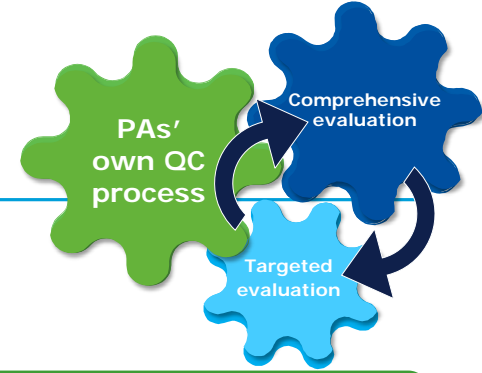 PAs'
own QC
process
Comprehensive
evaluation
Targeted
evaluation